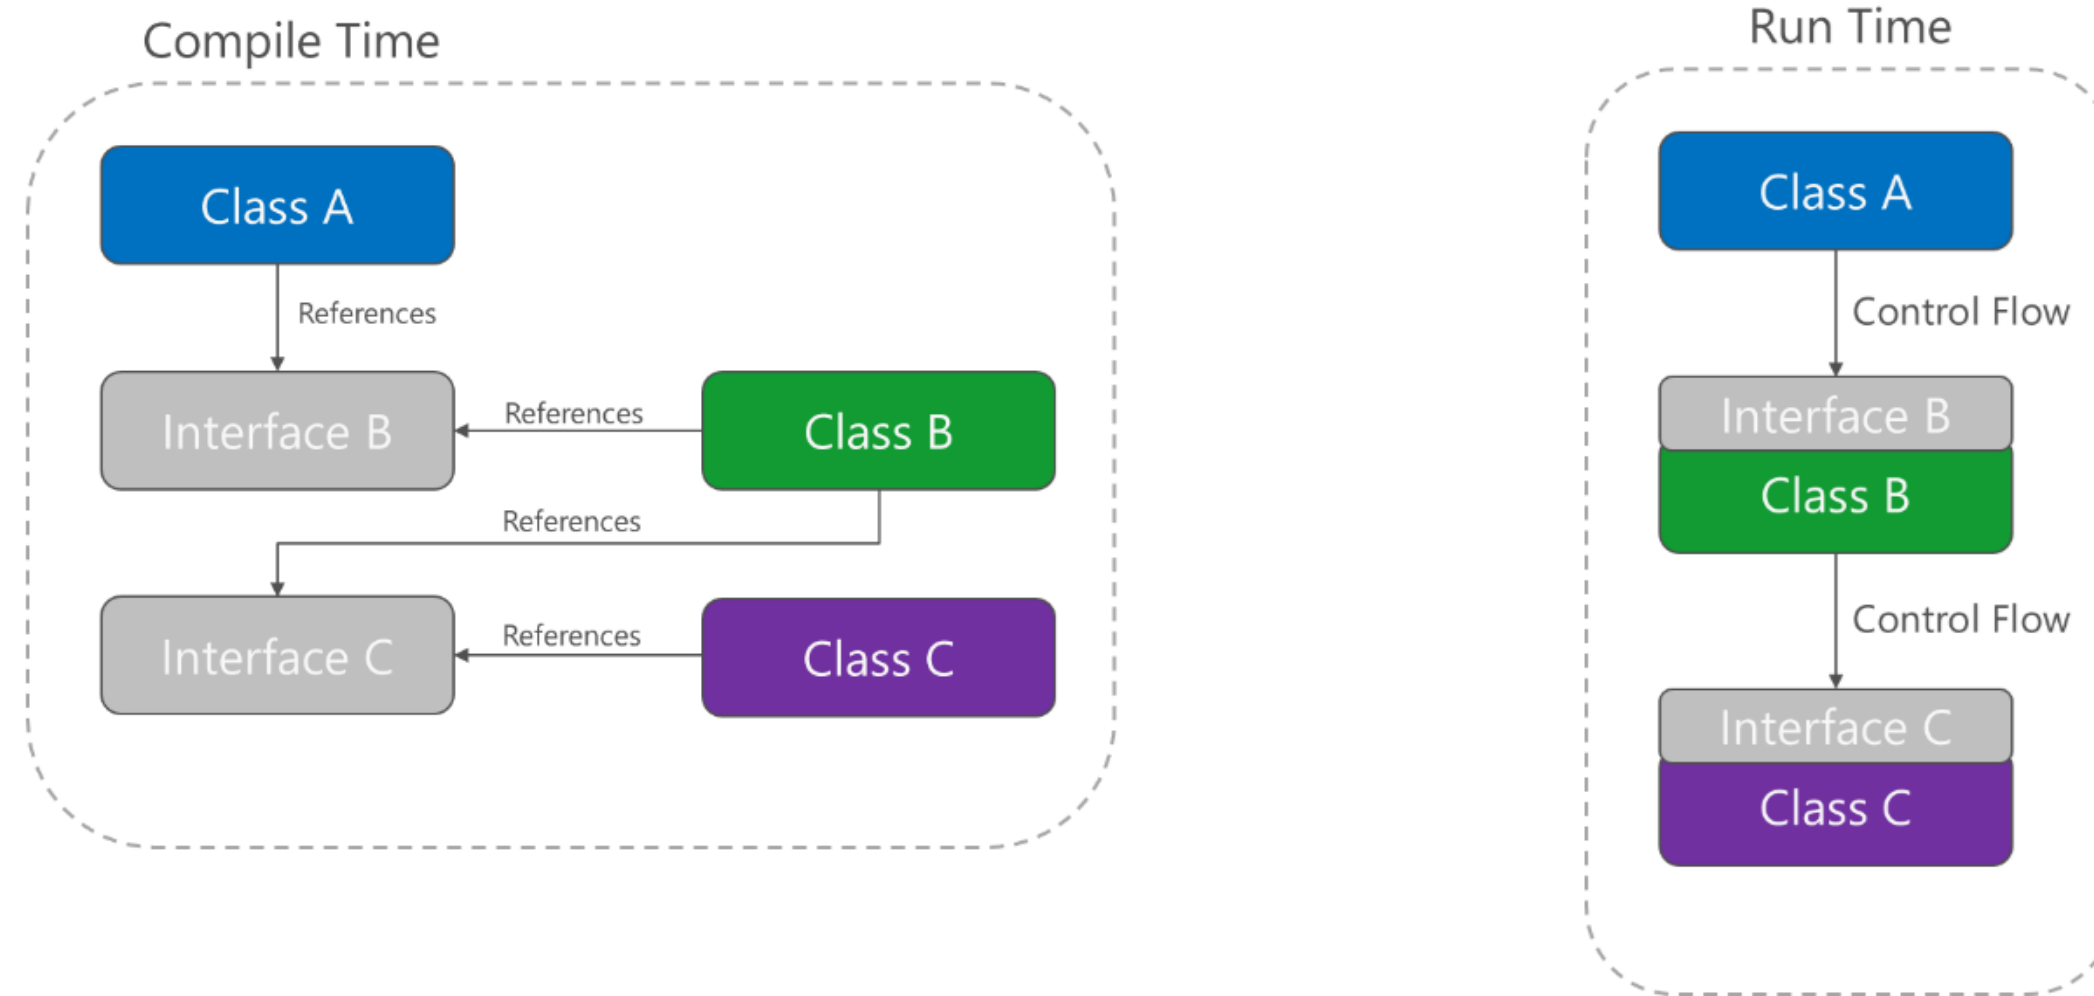 Compile Time
Class A
References
Interface B
References
Class B
References
Interface C
References
Class C
Run Time
Class A
Control Flow
Interface B
Class B
Control Flow
Interface C
Class C